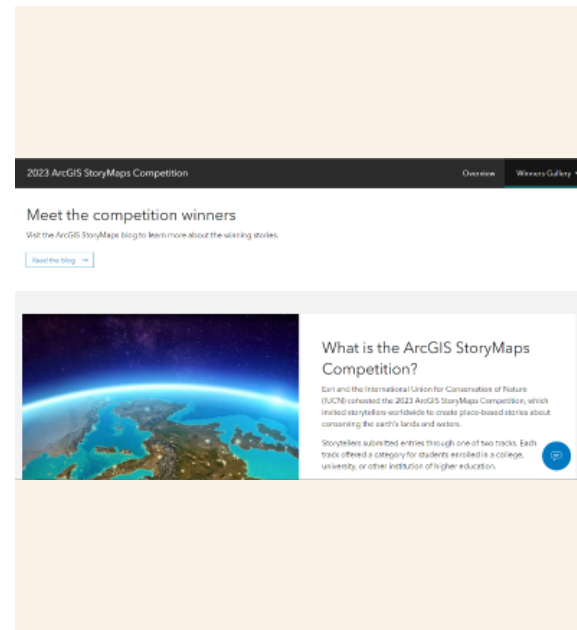 2023 ArcGIS StoryMaps Competition
Overview
Winners Gallery
Meet the competition winners
Visit the ArcGIS StoryMaps blog to learn more about the winning stories.
Read the blog →
What is the ArcGIS StoryMaps
Competition?
Esri and the International Union for Conservation of Nature
(IUCN) cohosted the 2023 ArcGIS StoryMaps Competition, which
invited storytellers worldwide to create place-based stories about
conserving the earth's lands and waters.
Storytellers submitted entries through one of two tracks. Each
track offered a category for students enrolled in a college,
university, or other institution of higher education.